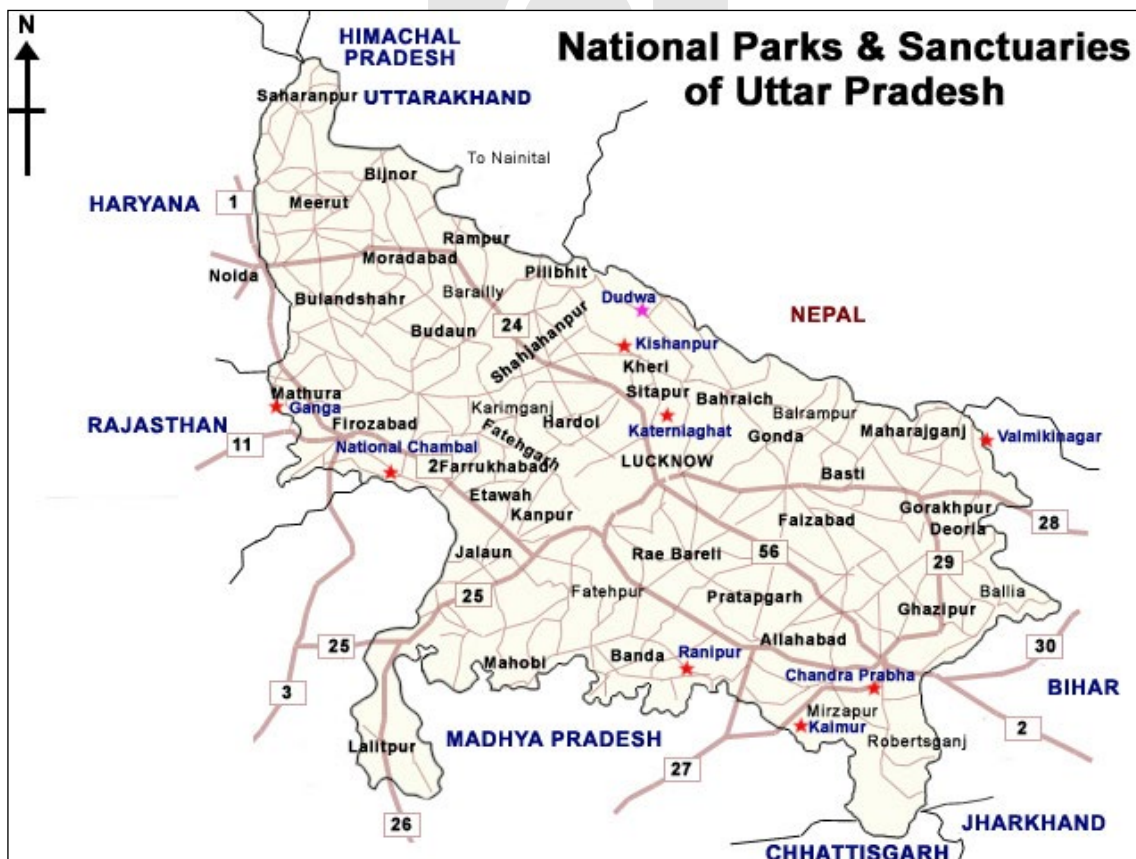 N
HIMACHAL
PRADESH
National Parks & Sanctuaries
of Uttar Pradesh
Saharanpur
UTTARAKHAND
To Nainital
Bijnor
HARYANA
1
Meerut
Rampur
Moradabad
Noida
Pilibhit
Barailly
Bulandshahr
Dudwa
NEPAL
Budaun
24
Shahjahanpur
Kishanpur
Kheri
Mathura
Ganga
Sitapur
Bahraich
Karimganj
Balrampur
RAJASTHAN
Firozabad
Hardoi
Katerniaghat
Gonda
Maharajganj
Valmikinagar
11
National Chambal
Fatehgarh
2
Farrukhabad
LUCKNOW
Basti
Etawah
Kanpur
Faizabad
Gorakhpur
Deoria
28
Jalaun
Rae Bareli
56
29
25
Fatehpur
Pratapgarh
Ballia
Ghazipur
25
Allahabad
30
Mahobi
Banda
Ranipur
Chandra Prabha
3
BIHAR
Mirzapur
Kaimur
2
Lalitpur
MADHYA PRADESH
Robertsganj
27
26
JHARKHAND
CHHATTISGARH